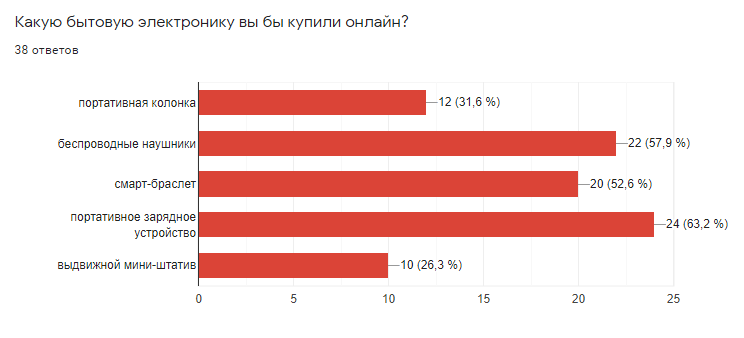 Какую бытовую электронику вы бы купили онлайн?
38 ответов
портативная колонка 12 (31,6 %)
беспроводные наушники 22 (57,9 %)
смарт-браслет 20 (52,6 %)
портативное зарядное
устройство 24 (63,2 %)
выдвижной мини-штатив 10 (26,3 %)
0 5 10 15 20 25